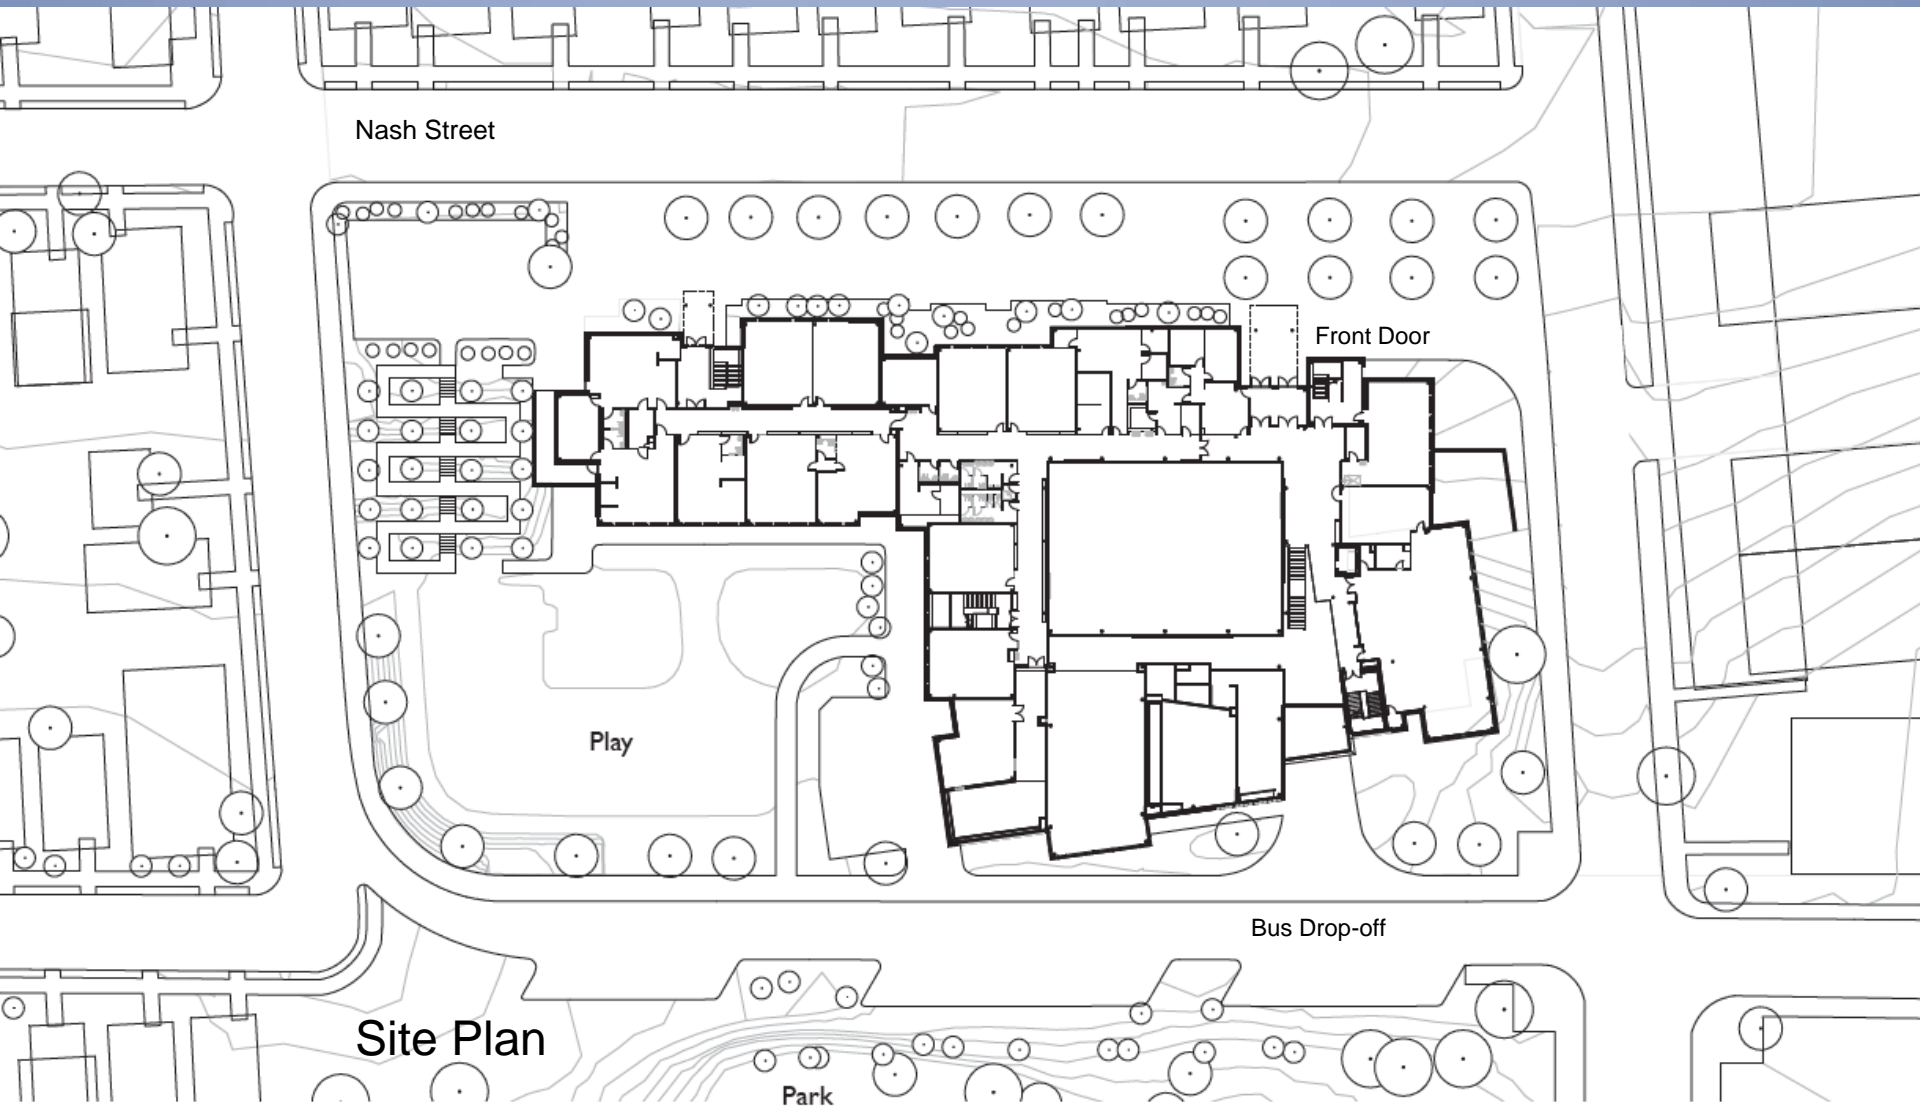 Nash Street
Front Door
Play
Bus Drop-off
Site Plan
Park